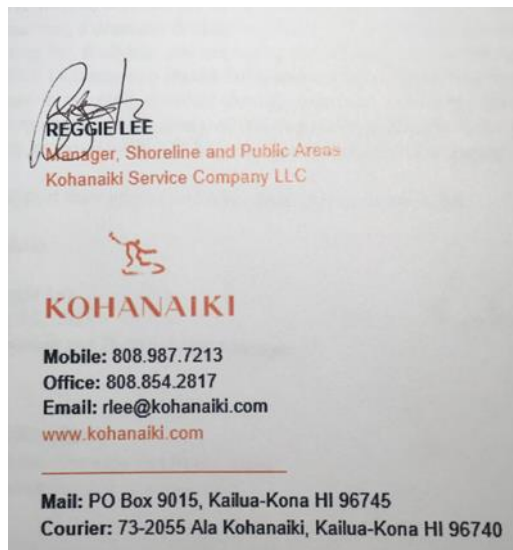 REGGIE LEE
Manager, Shoreline and Public Areas
Kohanaiki Service Company LLC
KOHANAIKI
Mobile: 808.987.7213
Office: 808.854.2817
Email: rlee@kohanaiki.com
www.kohanaiki.com
Mail: PO Box 9015, Kailua-Kona HI 96745
Courier: 73-2055 Ala Kohanaiki, Kailua-Kona HI 96740